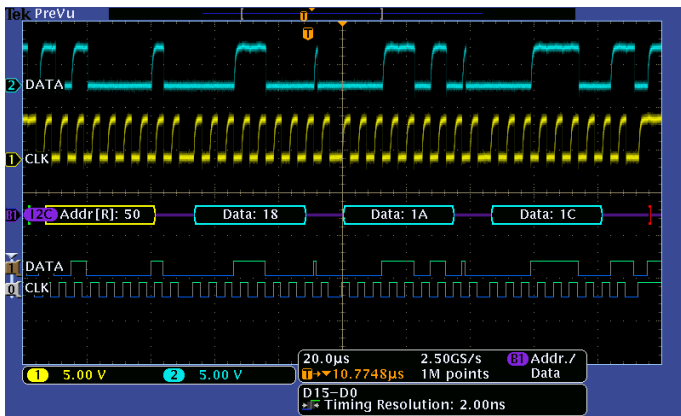 Tek PreVu
T
T
2 DATA
1 CLK
B1 I2C Addr[R]: 50 Data: 18 Data: 1A Data: 1C
1 DATA
0 CLK
1 5.00 V 2 5.00 V
20.0µs 2.50GS/s B1 Addr./
T→▼10.7748µs 1M points Data
D15-D0
Timing Resolution: 2.00ns